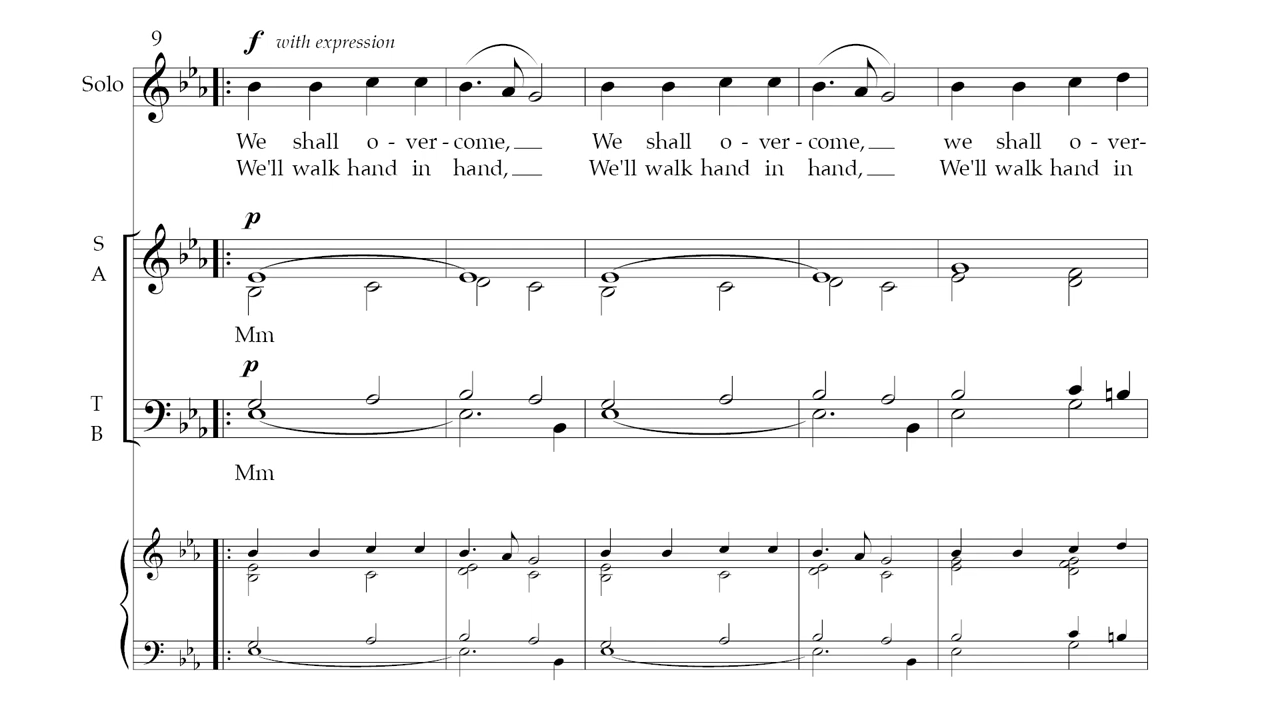 9
f with expression
Solo
We shall o - ver - come, We shall o - ver - come, we shall o - ver-
We'll walk hand in hand, We'll walk hand in hand, We'll walk hand in
p
S
A
Mm
p
T
B
Mm